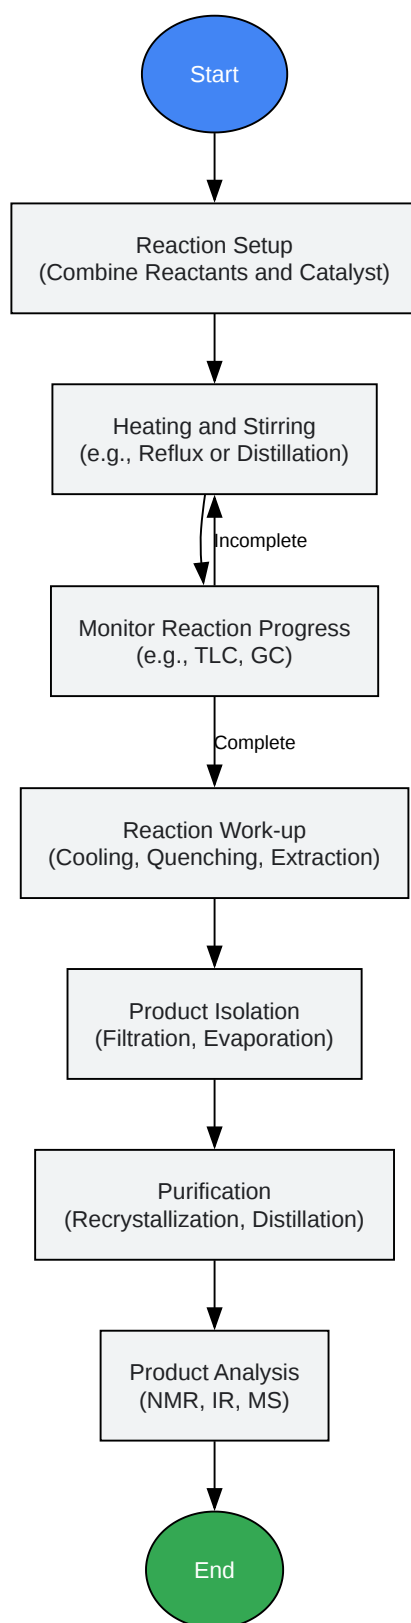 Start
Reaction Setup
(Combine Reactants and Catalyst)
Heating and Stirring
(e.g., Reflux or Distillation)
Incomplete
Monitor Reaction Progress
(e.g., TLC, GC)
Complete
Reaction Work-up
(Cooling, Quenching, Extraction)
Product Isolation
(Filtration, Evaporation)
Purification
(Recrystallization, Distillation)
Product Analysis
(NMR, IR, MS)
End